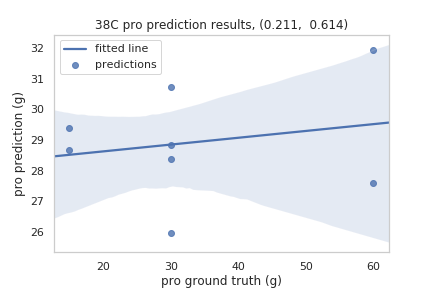 38C pro prediction results, (0.211,  0.614)
fitted line
predictions
pro prediction (g)
32
31
30
29
28
27
26
20
30
40
50
60
pro ground truth (g)